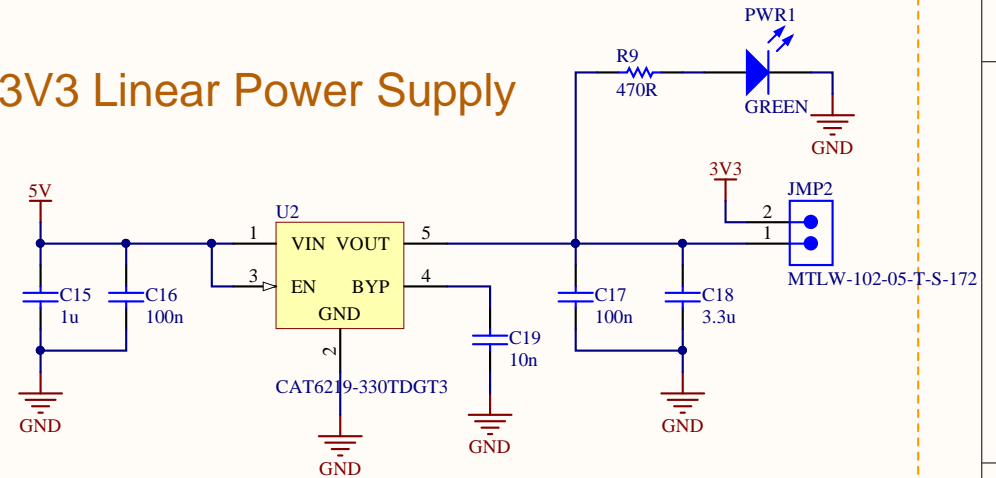 PWR1
R9
470R
GREEN
GND
3V3 Linear Power Supply
3V3
JMP2
2
1
MTLW-102-05-T-S-172
5V
U2
1 VIN VOUT 5
3 EN BYP 4
GND
2
CAT6219-330TDGT3
GND
C15
1u
C16
100n
GND
C19
10n
GND
C17
100n
C18
3.3u
GND